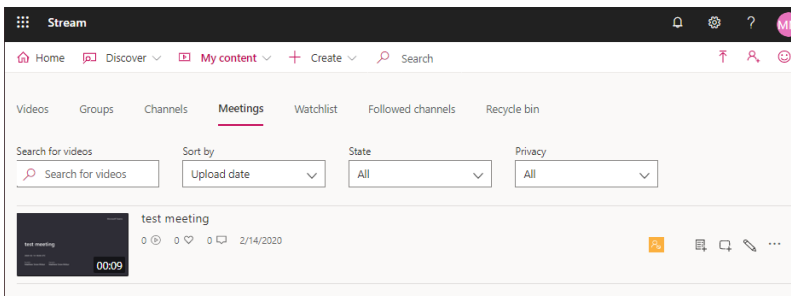 Stream ? MI
Home Discover My content Create Search
Videos Groups Channels Meetings Watchlist Followed channels Recycle bin
Search for videos Sort by State Privacy
Search for videos Upload date All All
test meeting
0 0 0 2/14/2020
test meeting
00:09